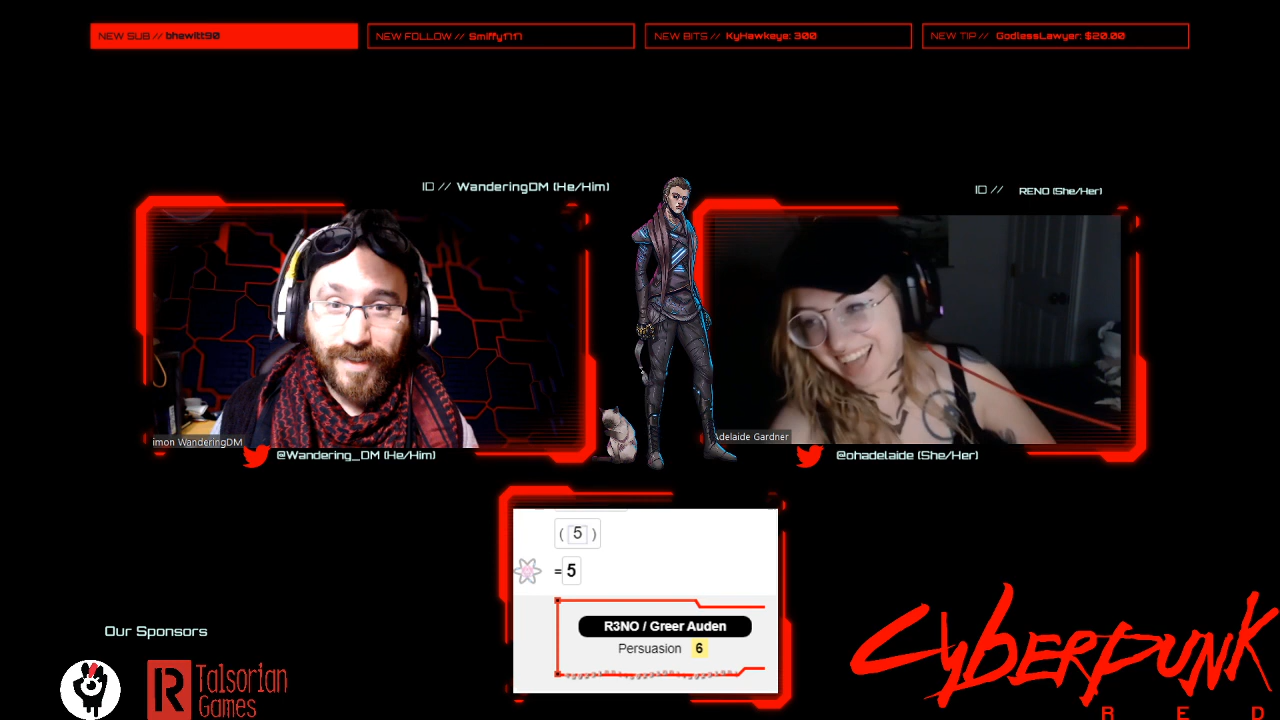 NEW SUB // bhewitt90
NEW FOLLOW // Smiffy1717
NEW BITS // KyHawkeye: 300
NEW TIP // GodlessLawyer: $20.00
ID // WanderingDM (He/Him)
ID // RENO (She/Her)
imon WanderingDM
Adelaide Gardner
@Wandering_DM (He/Him)
@ohadelaide (She/Her)
( 5 )
=5
R3NO / Greer Auden
Persuasion 6
Our Sponsors
R Talsorian
Games
Cyberpunk
RED